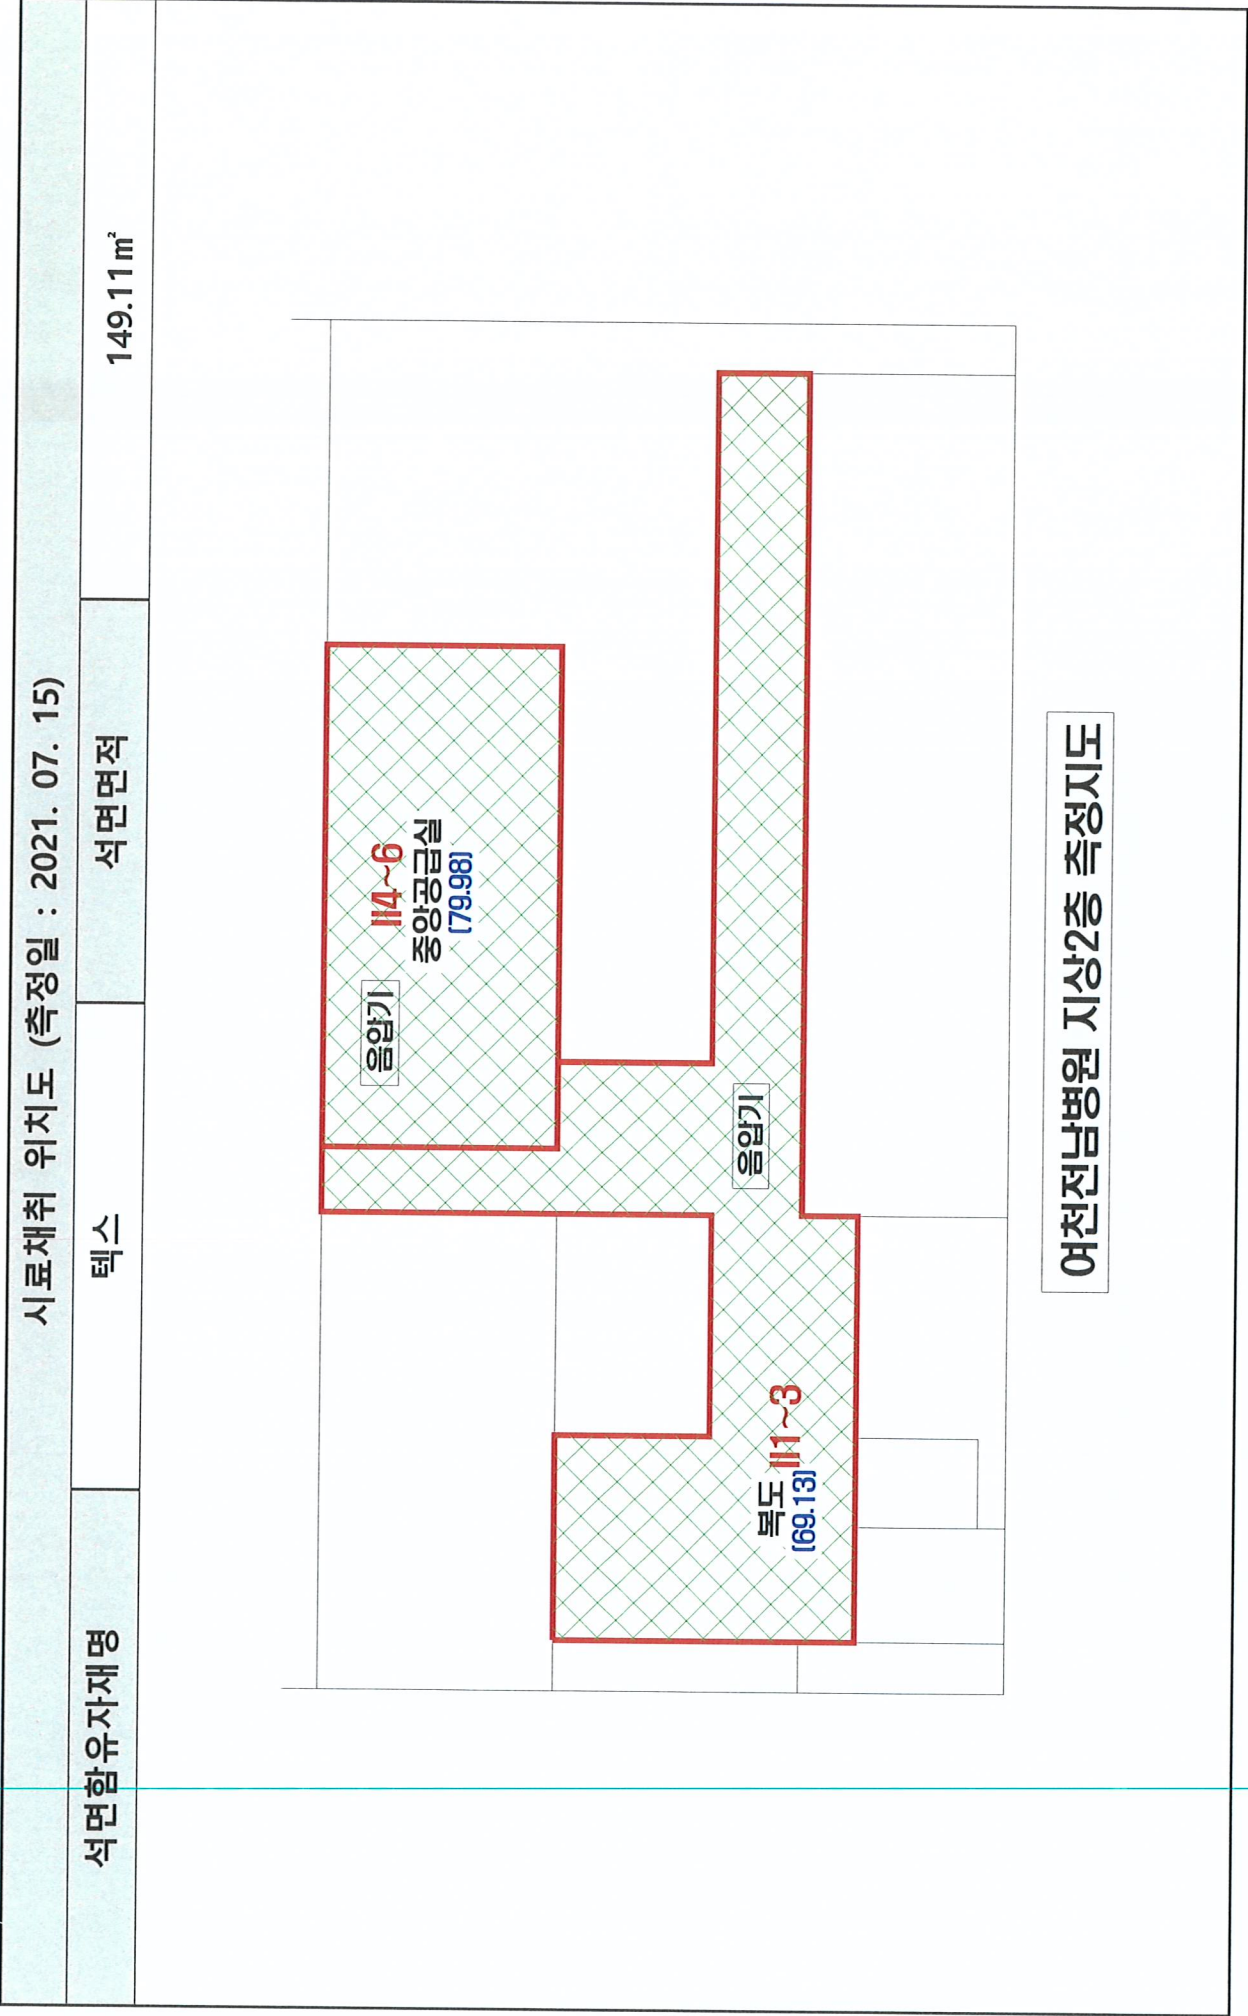 시료채취 위치도 (측정일 : 2021. 07. 15)
석면함유자재명 텍스 석면면적 149.11㎡
음압기
II4~6
중앙공급실
(79.98)
음압기
복도 II1~3
(69.13)
여천전남병원 지상2층 측정지도